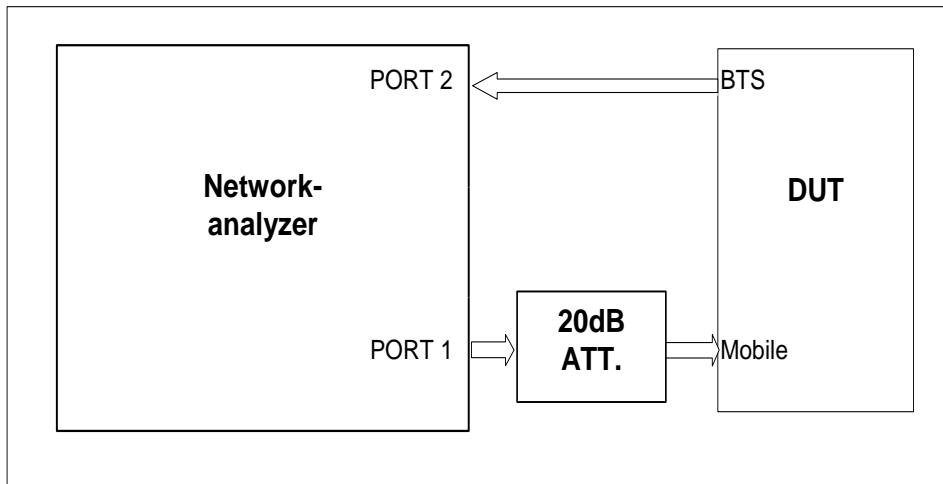 PORT 2
BTS
Network-
analyzer
DUT
20dB
ATT.
PORT 1
Mobile